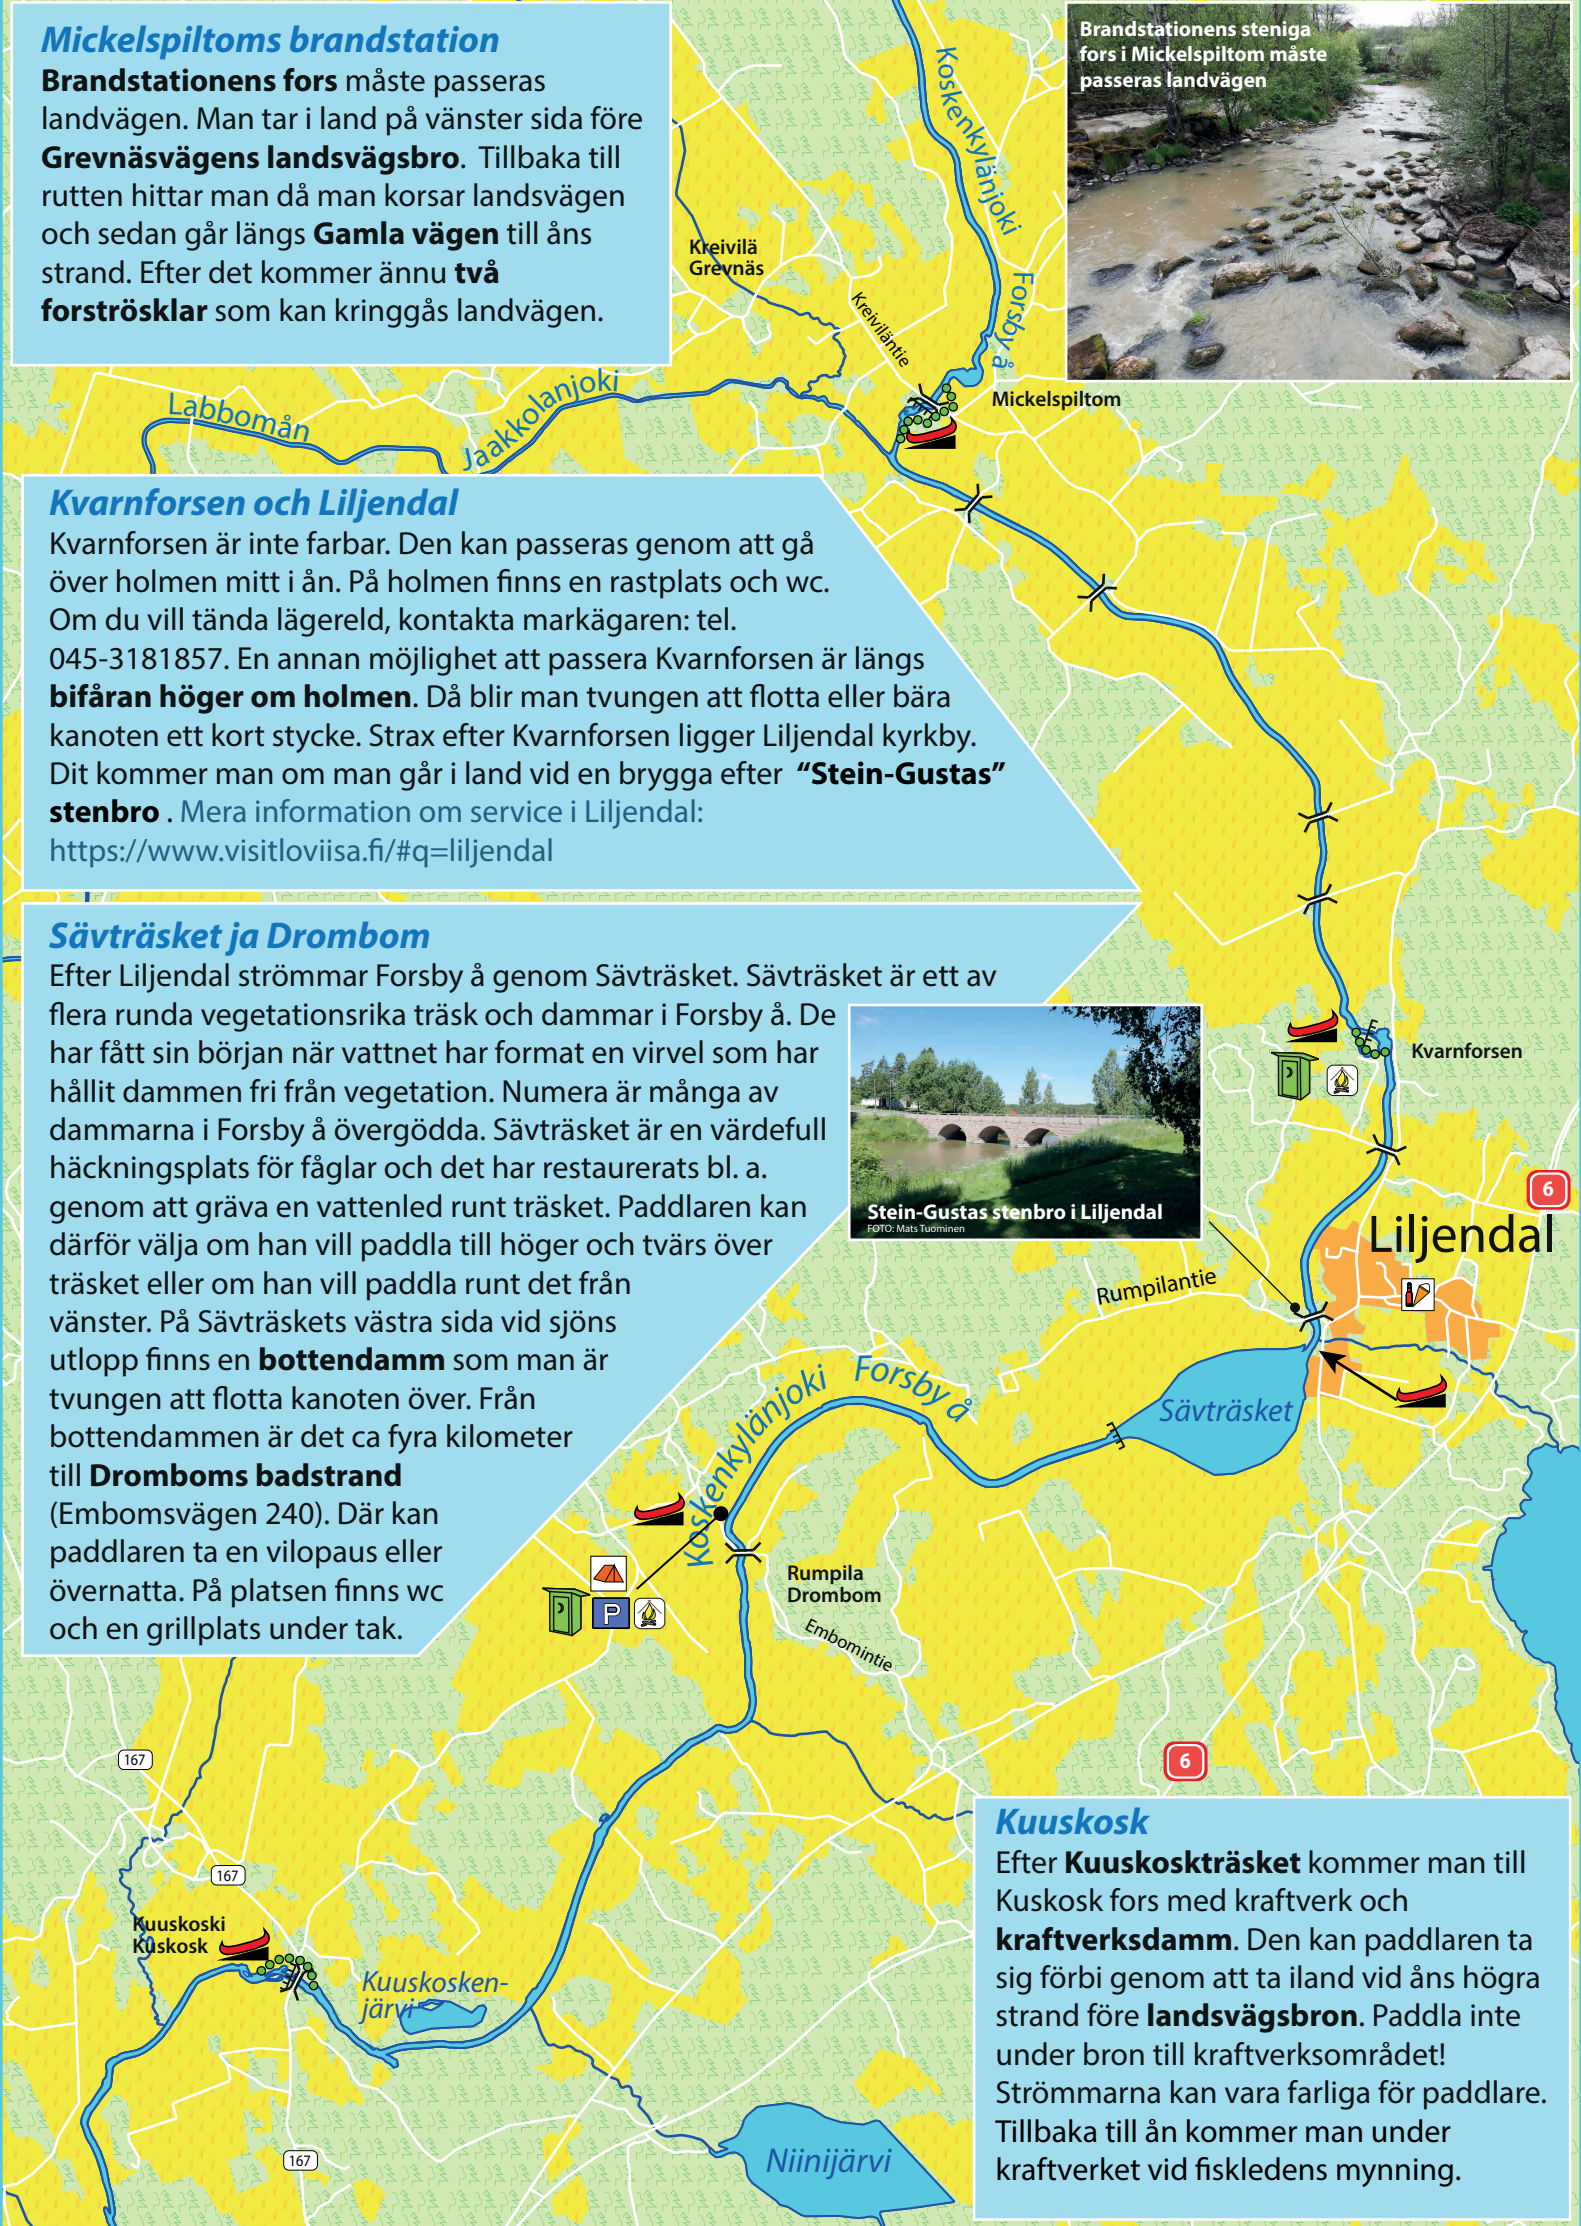 Mickelspiltoms brandstation
Brandstationens fors måste passeras
landvägen. Man tar i land på vänster sida före
Grevnäsvägens landsvägsbro. Tillbaka till
rutten hittar man då man korsar landsvägen
och sedan går längs Gamla vägen till åns
strand. Efter det kommer ännu två
forströsklar som kan kringgås landvägen.
Brandstationens steniga
fors i Mickelspiltom måste
passeras landvägen
Koskenkylänjoki
Forsby å
Kreivilä
Grevnäs
Kreiviläntie
Mickelspiltom
Labbomån
Jaakkolanjoki
Kvarnforsen och Liljendal
Kvarnforsen är inte farbar. Den kan passeras genom att gå
över holmen mitt i ån. På holmen finns en rastplats och wc.
Om du vill tända lägereld, kontakta markägaren: tel.
045-3181857. En annan möjlighet att passera Kvarnforsen är längs
bifåran höger om holmen. Då blir man tvungen att flotta eller bära
kanoten ett kort stycke. Strax efter Kvarnforsen ligger Liljendal kyrkby.
Dit kommer man om man går i land vid en brygga efter “Stein-Gustas”
stenbro . Mera information om service i Liljendal:
https://www.visitloviisa.fi/#q=liljendal
Sävträsket ja Drombom
Efter Liljendal strömmar Forsby å genom Sävträsket. Sävträsket är ett av
flera runda vegetationsrika träsk och dammar i Forsby å. De
har fått sin början när vattnet har format en virvel som har
hållit dammen fri från vegetation. Numera är många av
dammarna i Forsby å övergödda. Sävträsket är en värdefull
häckningsplats för fåglar och det har restaurerats bl. a.
genom att gräva en vattenled runt träsket. Paddlaren kan
därför välja om han vill paddla till höger och tvärs över
träsket eller om han vill paddla runt det från
vänster. På Sävträskets västra sida vid sjöns
utlopp finns en bottendamm som man är
tvungen att flotta kanoten över. Från
bottendammen är det ca fyra kilometer
till Dromboms badstrand
(Embomsvägen 240). Där kan
paddlaren ta en vilopaus eller
övernatta. På platsen finns wc
och en grillplats under tak.
Stein-Gustas stenbro i Liljendal
FOTO: Mats Tuominen
Kvarnforsen
6
Liljendal
Rumpilantie
Sävträsket
Koskenkylänjoki Forsby å
P
Rumpila
Drombom
Embomintie
167
6
167
Kuuskoski
Kuskosk
Kuuskosken-
järvi
167
Niinijärvi
Kuuskosk
Efter Kuuskoskträsket kommer man till
Kuskosk fors med kraftverk och
kraftverksdamm. Den kan paddlaren ta
sig förbi genom att ta iland vid åns högra
strand före landsvägsbron. Paddla inte
under bron till kraftverksområdet!
Strömmarna kan vara farliga för paddlare.
Tillbaka till ån kommer man under
kraftverket vid fiskledens mynning.